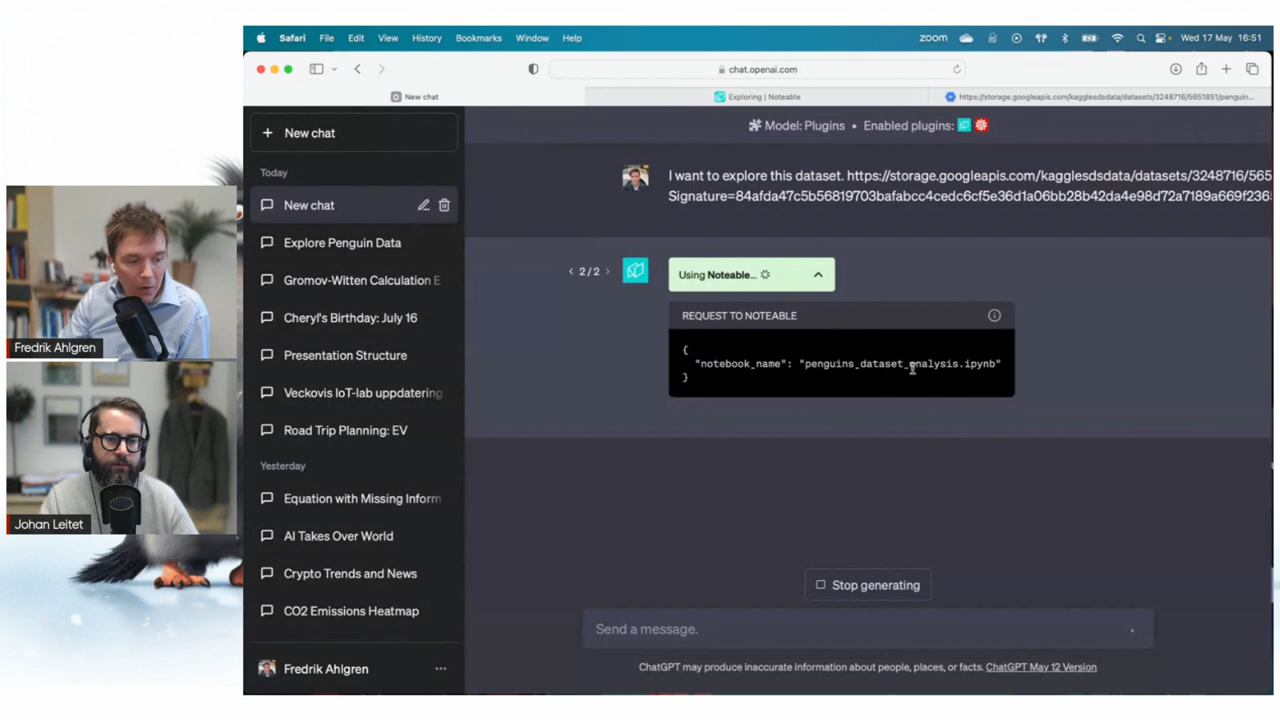 Safari File Edit View History Bookmarks Window Help
zoom Wed 17 May 16:51
chat.openai.com
New chat
Exploring | Noteable
https://storage.googleapis.com/kagglesdsdata/datasets/3248716/5651851/penguin...
+ New chat
Model: Plugins • Enabled plugins:
Today
I want to explore this dataset. https://storage.googleapis.com/kagglesdsdata/datasets/3248716/565
Signature=84afda47c5b56819703bafabcc4cedc6cf5e36d1a06bb28b42da4e98d72a7189a669f236
New chat
Explore Penguin Data
Gromov-Witten Calculation E
Cheryl's Birthday: July 16
Presentation Structure
Veckovis IoT-lab uppdatering
Road Trip Planning: EV
Yesterday
Equation with Missing Inform
AI Takes Over World
Crypto Trends and News
CO2 Emissions Heatmap
Fredrik Ahlgren
< 2/2 >
Using Noteable...
REQUEST TO NOTEABLE
{
"notebook_name": "penguins_dataset_analysis.ipynb"
}
Stop generating
Send a message.
ChatGPT may produce inaccurate information about people, places, or facts. ChatGPT May 12 Version
Fredrik Ahlgren
Johan Leitet